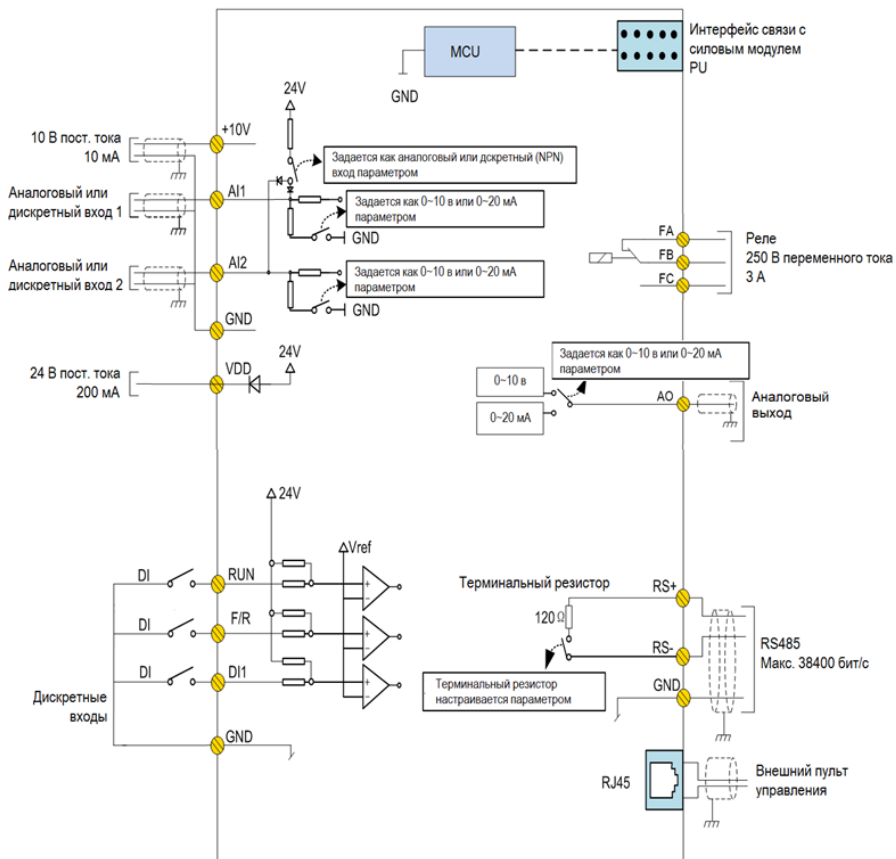 MCU
Интерфейс связи с
силовым модулем
PU
GND
24V
+10V
10 В пост. тока
10 мА
Задается как аналоговый или дскретный (NPN)
вход параметром
Аналоговый или
дискретный вход 1
AI1
Задается как 0~10 в или 0~20 мА
параметром
GND
Аналоговый или
дискретный вход 2
AI2
Задается как 0~10 в или 0~20 мА
параметром
GND
GND
FA
FB
FC
Реле
250 В переменного тока
3 А
24 В пост. тока
200 мА
VDD
24V
Задается как 0~10 в или 0~20 мА
параметром
0~10 в
0~20 мА
AO
Аналоговый
выход
24V
Vref
DI
RUN
+
−
DI
F/R
+
−
DI
DI1
+
−
Дискретные
входы
GND
Терминальный резистор
120Ω
RS+
RS-
GND
RS485
Макс. 38400 бит/с
Терминальный резистор
настраивается параметром
RJ45
Внешний пульт
управления